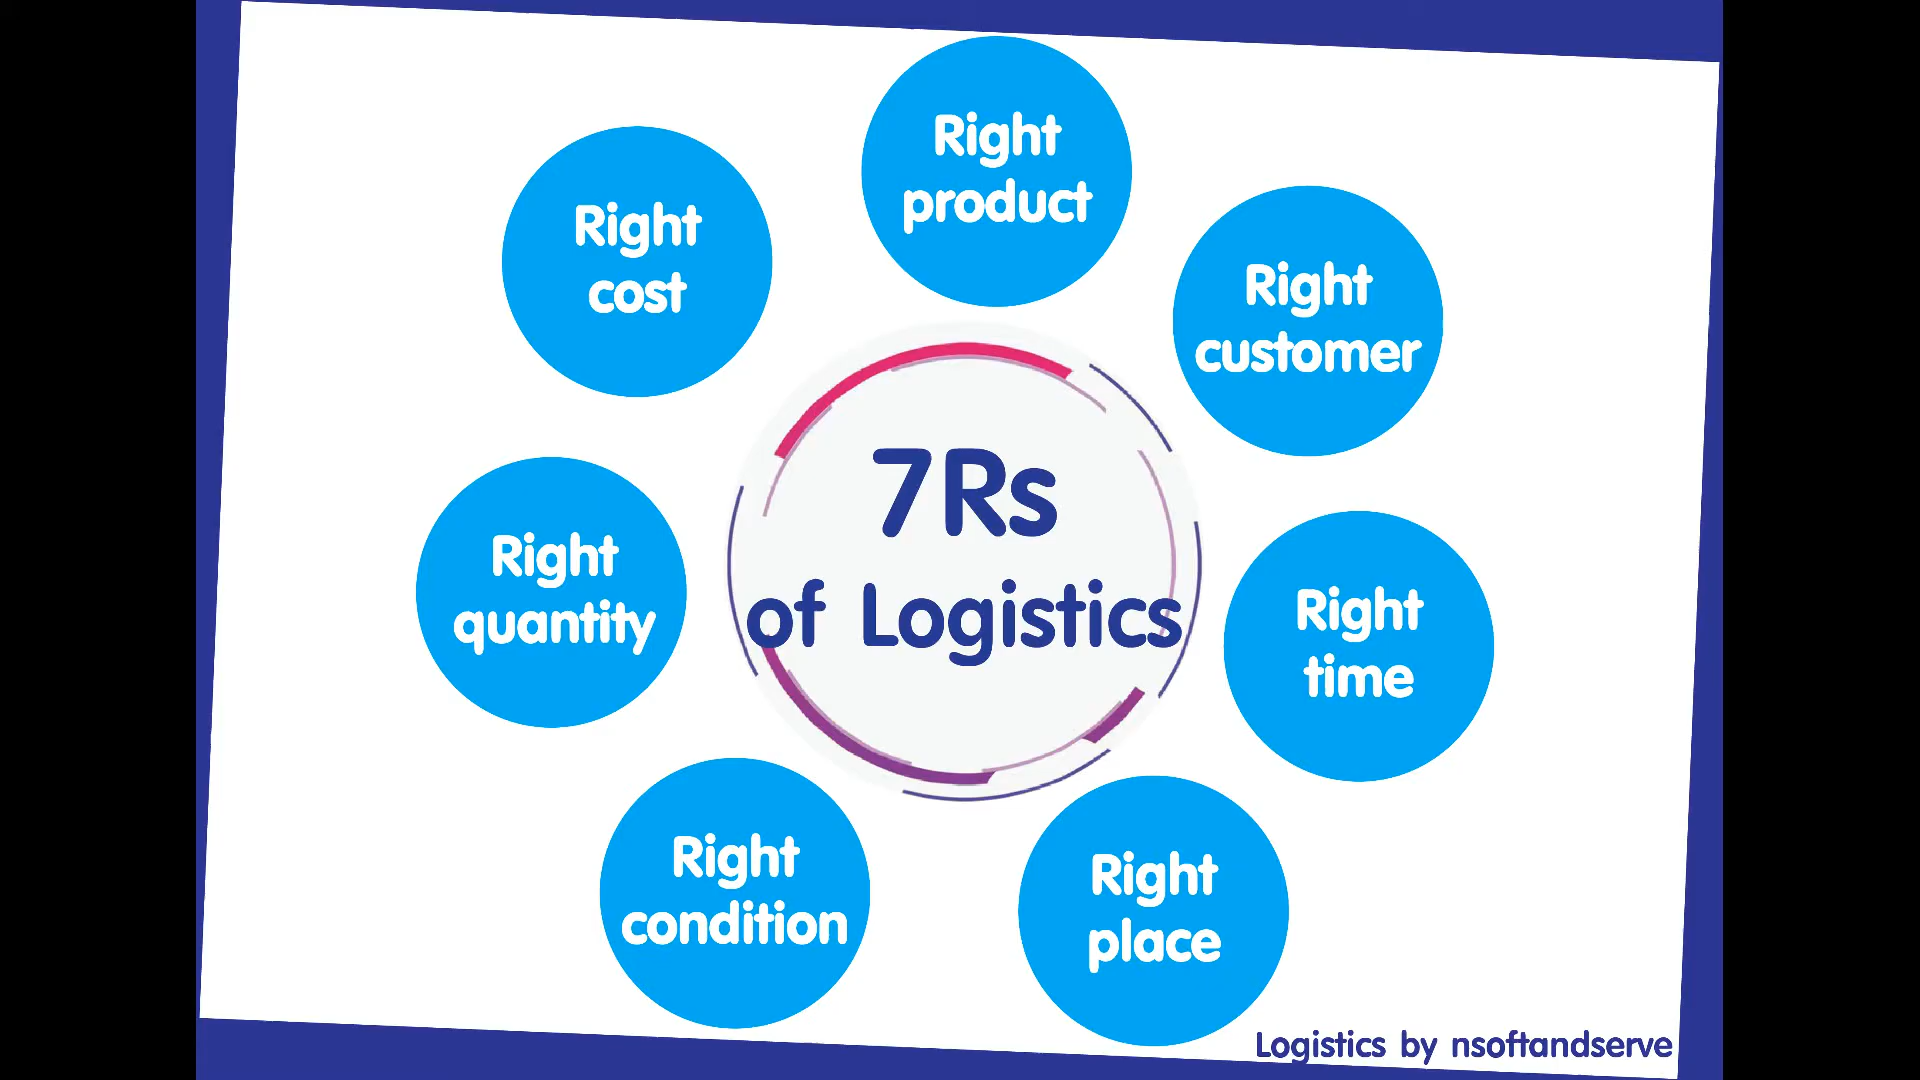 Right
product
Right
cost
Right
customer
7Rs
of Logistics
Right
quantity
Right
time
Right
condition
Right
place
Logistics by nsoftandserve